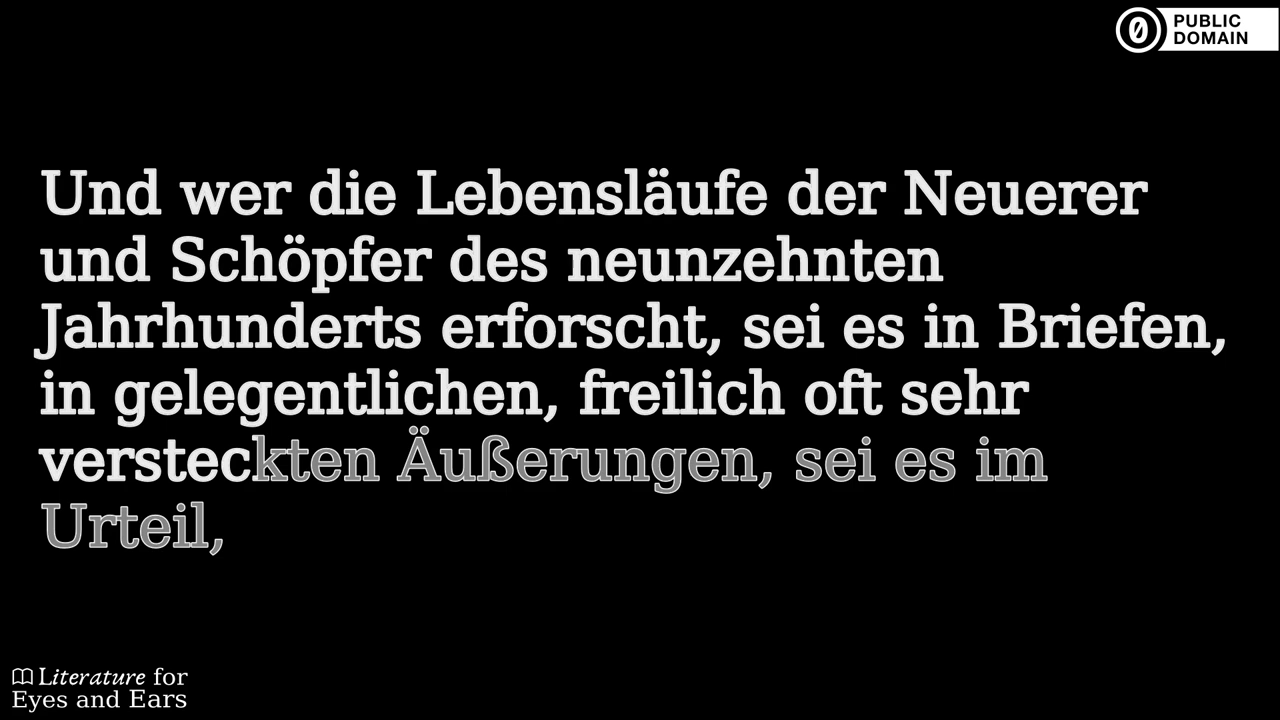 PUBLIC
DOMAIN
Und wer die Lebensläufe der Neuerer
und Schöpfer des neunzehnten
Jahrhunderts erforscht, sei es in Briefen,
in gelegentlichen, freilich oft sehr
versteckten Äußerungen, sei es im
Urteil,
Literature for
Eyes and Ears